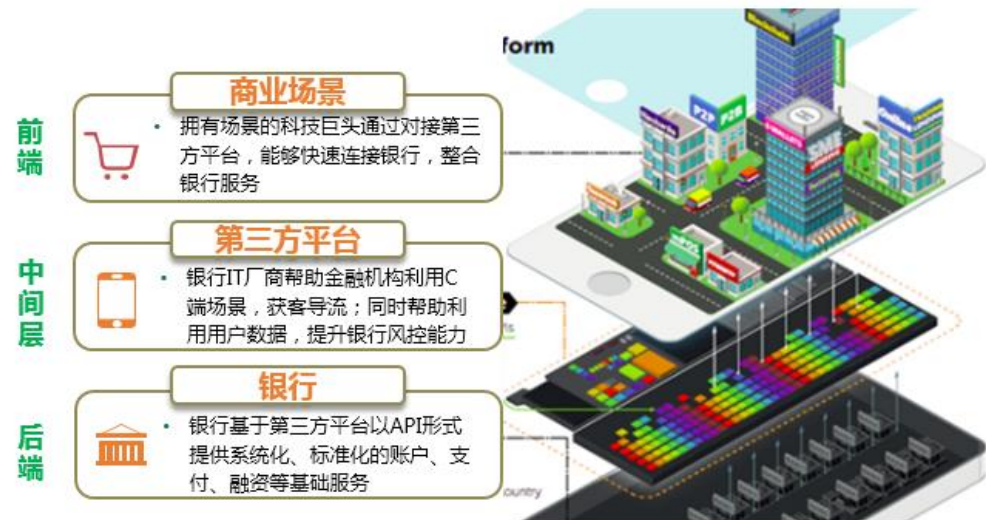 form
前端
商业场景
• 拥有场景的科技巨头通过对接第三
方平台，能够快速连接银行，整合
银行服务
中间层
第三方平台
• 银行IT厂商帮助金融机构利用C
端场景，获客导流；同时帮助利
用用户数据，提升银行风控能力
后端
银行
• 银行基于第三方平台以API形式
提供系统化、标准化的账户、支
付、融资等基础服务
Blockchain
P2P
P2B
SME
mPOS
ountry